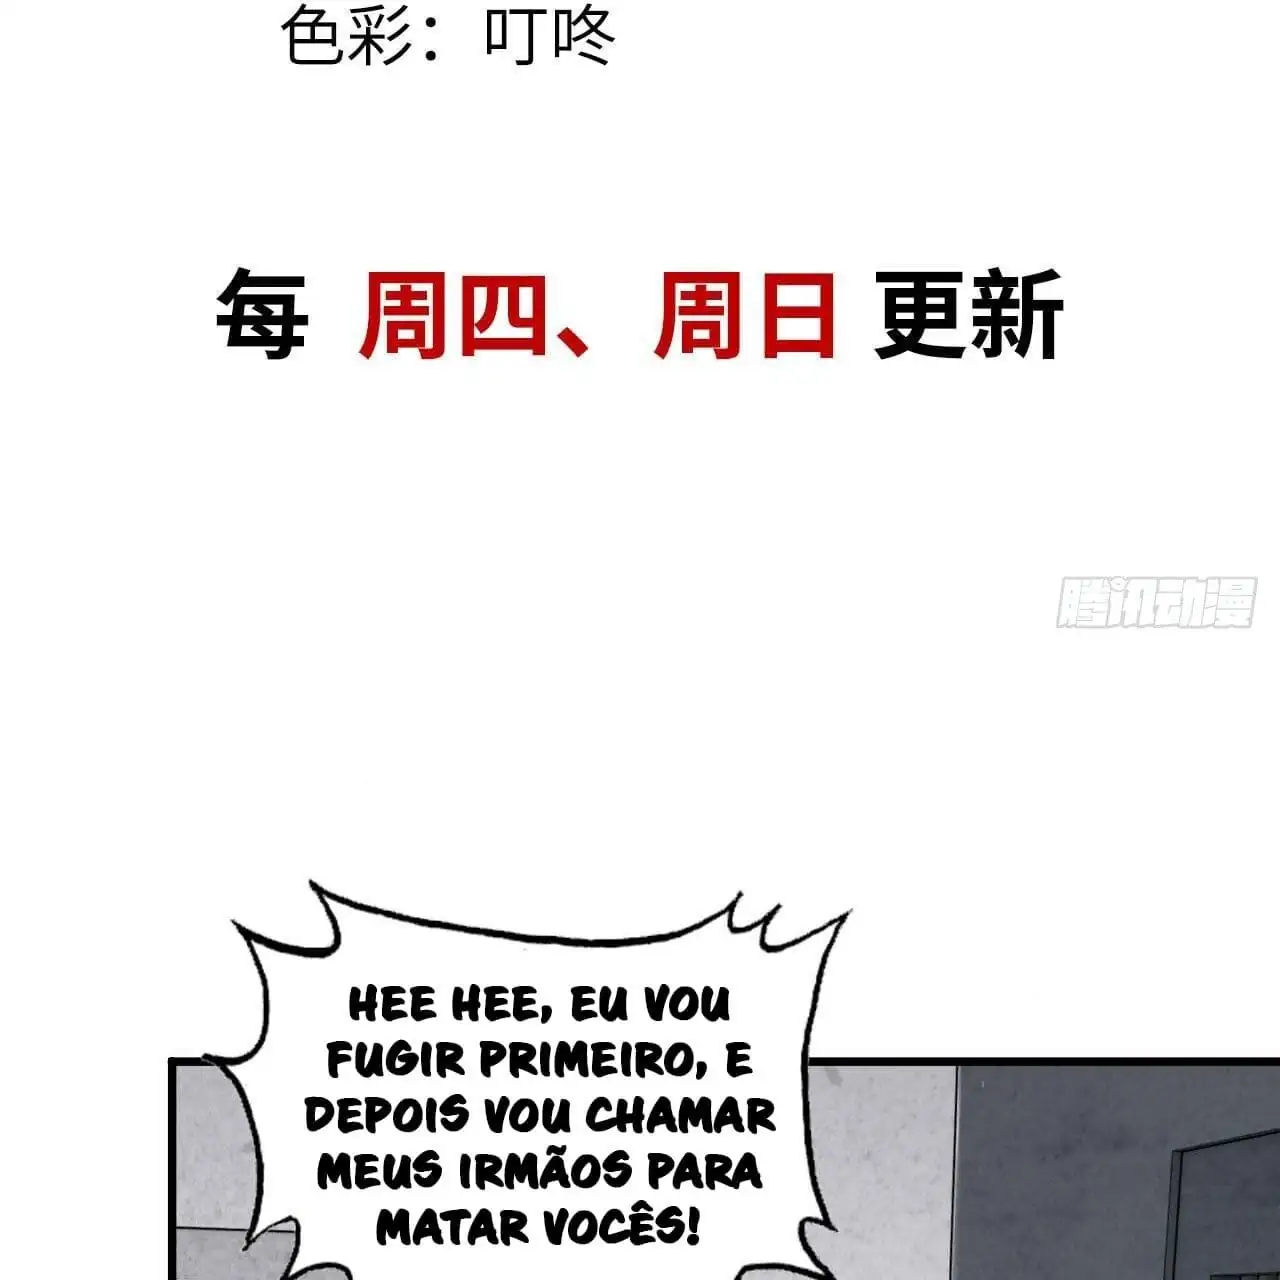 色彩：叮咚
每 周四、周日 更新
腾讯动漫
HEE HEE, EU VOU
FUGIR PRIMEIRO, E
DEPOIS VOU CHAMAR
MEUS IRMÃOS PARA
MATAR VOCÊS!